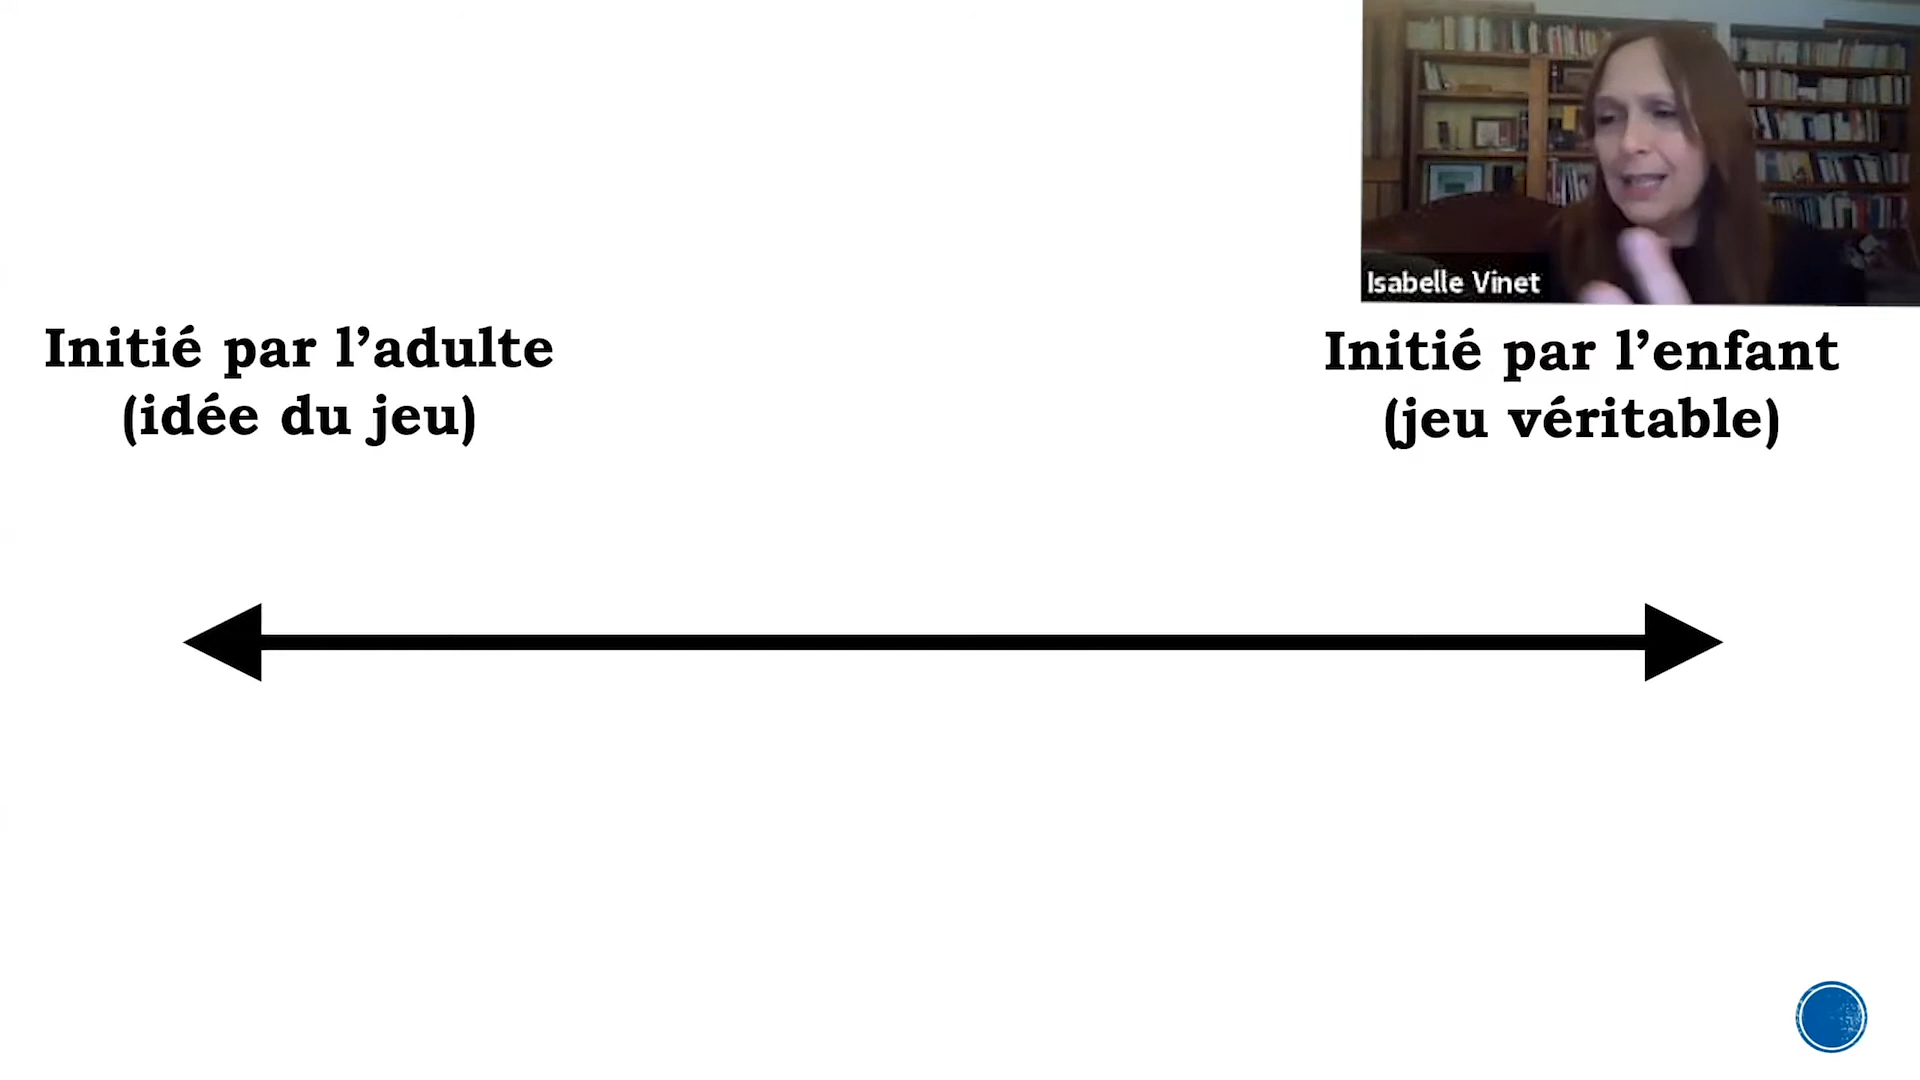 Isabelle Vinet
Initié par l’adulte
(idée du jeu)
Initié par l’enfant
(jeu véritable)